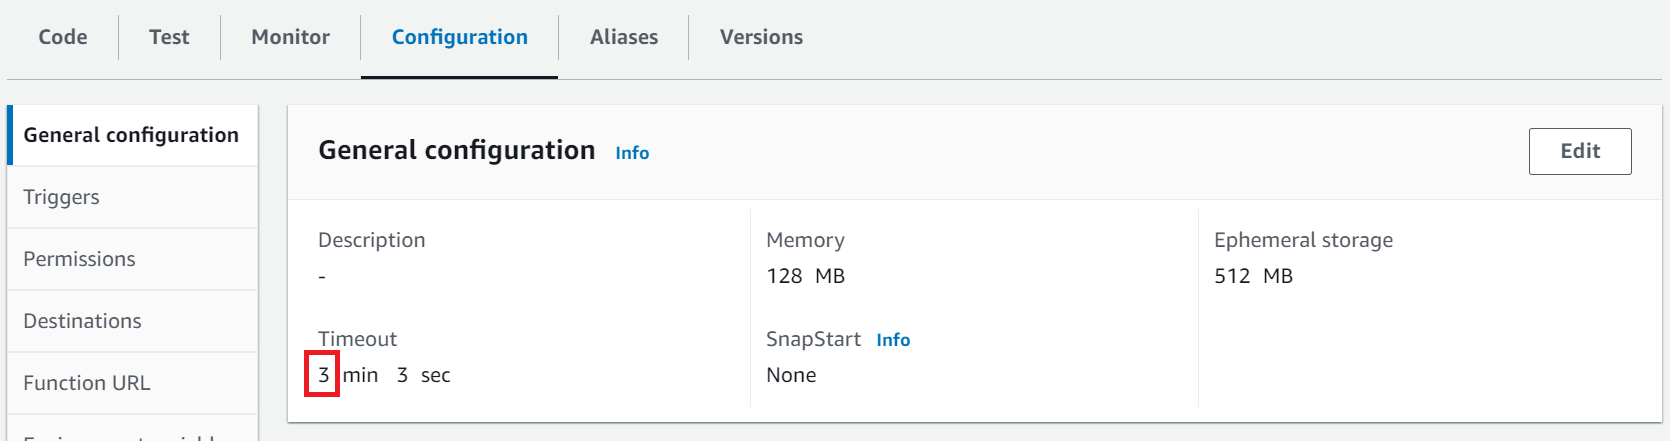 Code Test Monitor Configuration Aliases Versions
General configuration
Triggers
Permissions
Destinations
Function URL
General configuration Info Edit
Description Memory Ephemeral storage
- 128 MB 512 MB
Timeout SnapStart Info
3 min 3 sec None